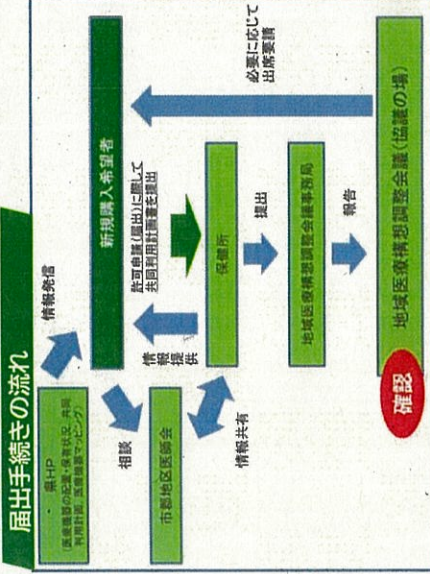 届出手続きの流れ
・ 県HP
(医療機器の配置・保有状況 共同
利用計画、医療機器マッピング)
情報発信
新規購入希望者
相談
市郡地区医師会
情報
提供
許可申請(届出)に際して
共同利用計画書を提出
情報共有
保健所
提出
地域医療構想調整会議事務局
報告
必要に応じて
出席要請
確認
地域医療構想調整会議(協議の場)